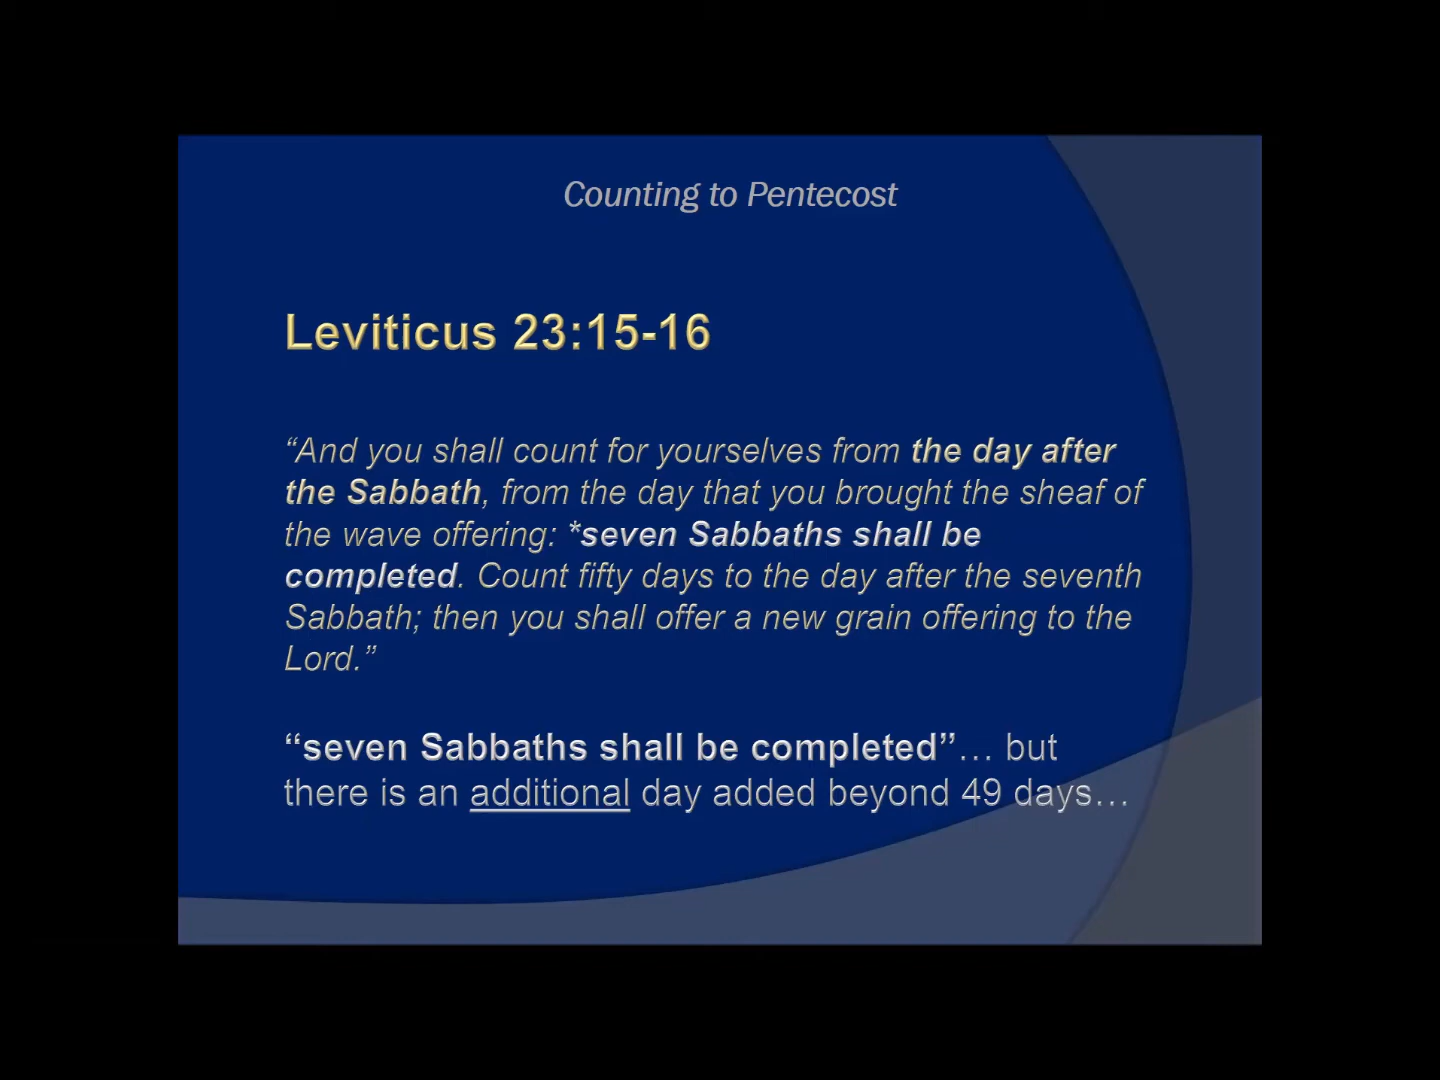 Counting to Pentecost
Leviticus 23:15-16
“And you shall count for yourselves from the day after
the Sabbath, from the day that you brought the sheaf of
the wave offering: *seven Sabbaths shall be
completed. Count fifty days to the day after the seventh
Sabbath; then you shall offer a new grain offering to the
Lord.”
“seven Sabbaths shall be completed”… but
there is an additional day added beyond 49 days…